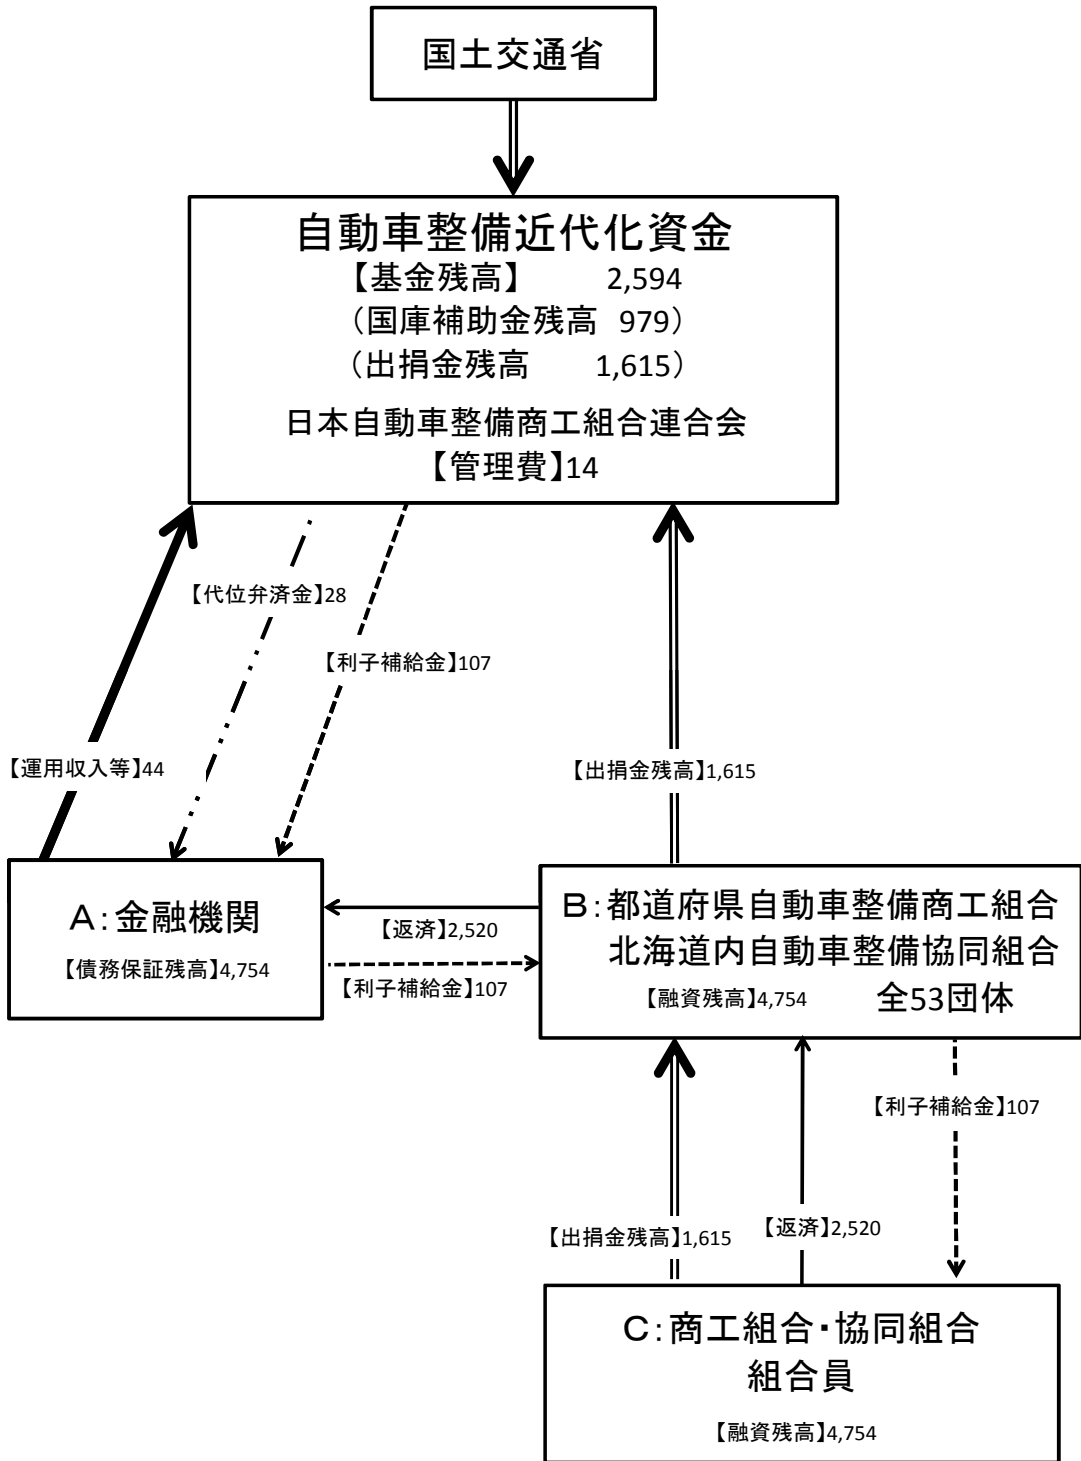 国土交通省
自動車整備近代化資金
【基金残高】 2,594
（国庫補助金残高 979）
（出捐金残高 1,615）
日本自動車整備商工組合連合会
【管理費】14
【代位弁済金】28
【利子補給金】107
【運用収入等】44
【出捐金残高】1,615
A：金融機関
【債務保証残高】4,754
【返済】2,520
【利子補給金】107
B：都道府県自動車整備商工組合
北海道内自動車整備協同組合
【融資残高】4,754 全53団体
【利子補給金】107
【出捐金残高】1,615
【返済】2,520
C：商工組合・協同組合
組合員
【融資残高】4,754